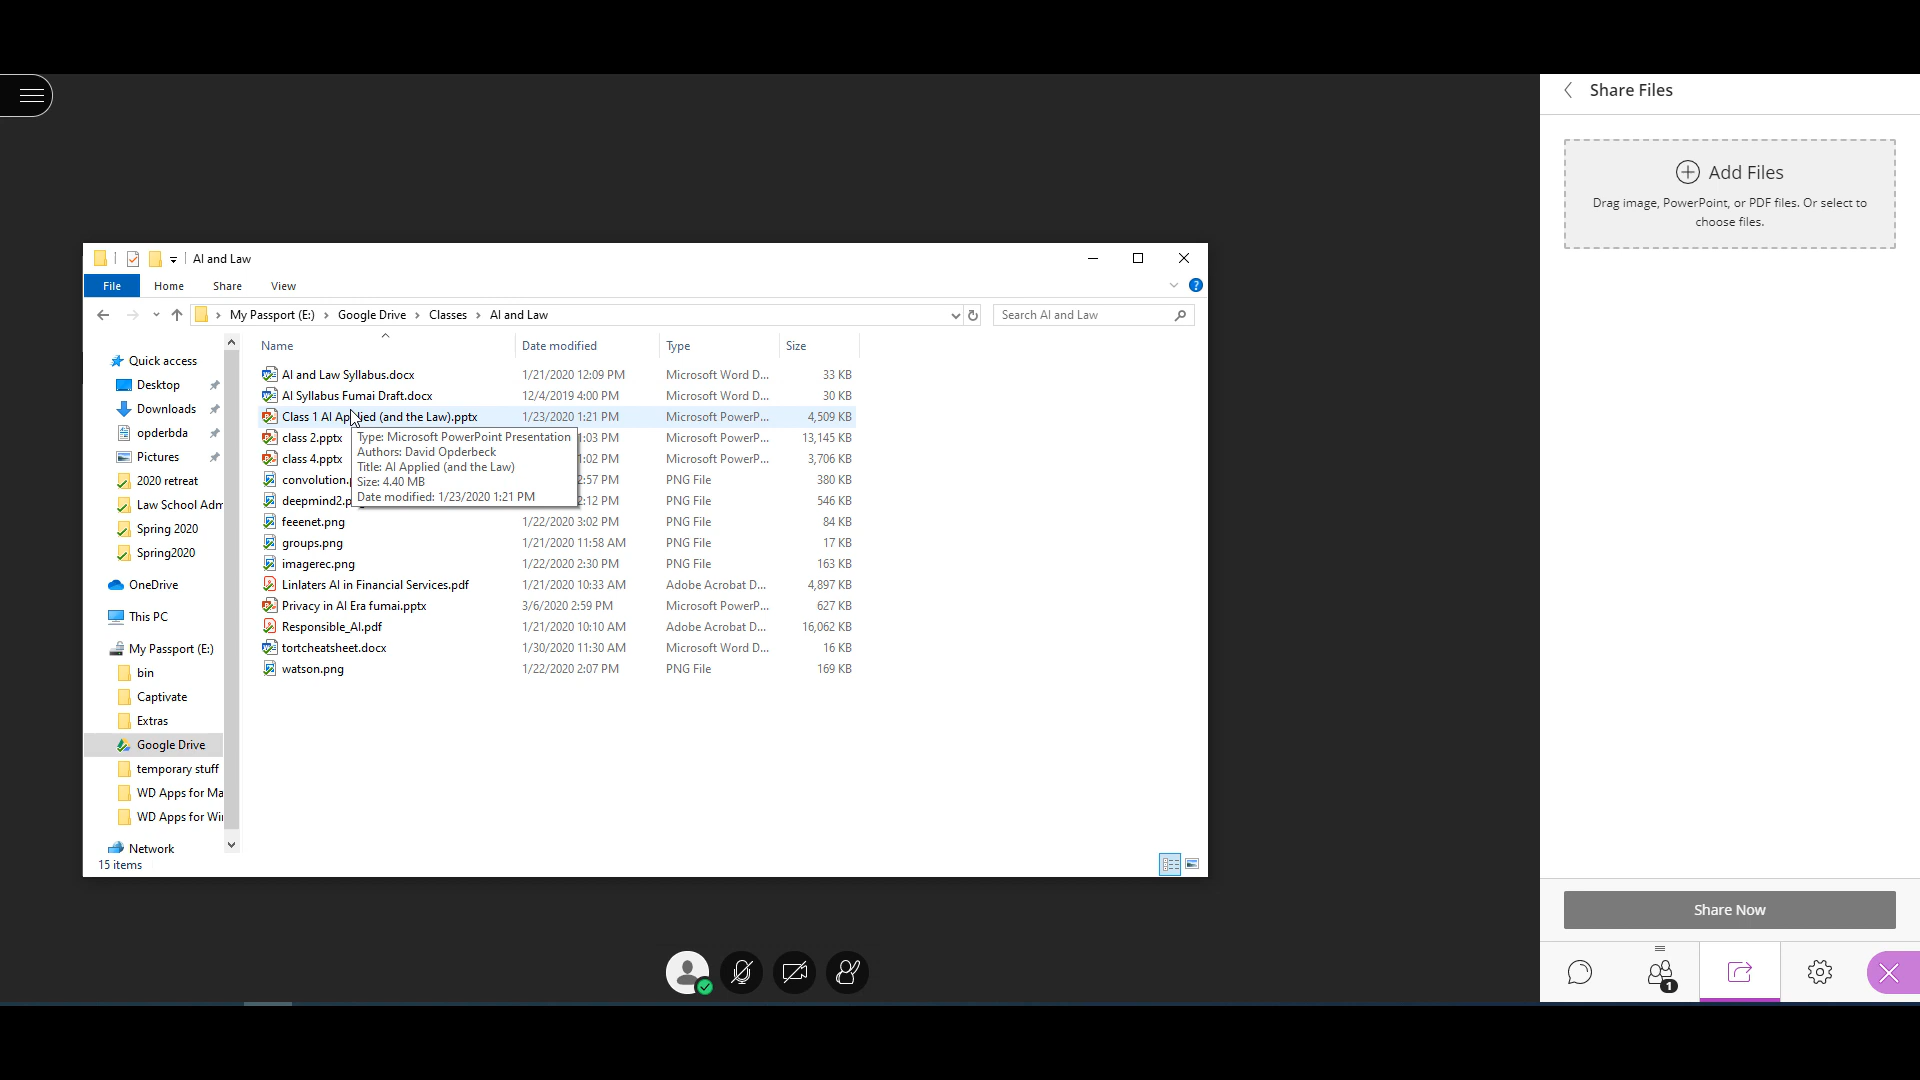 Share Files
Add Files
Drag image, PowerPoint, or PDF files. Or select to
choose files.
AI and Law
File Home Share View
My Passport (E:) Google Drive Classes AI and Law
Search AI and Law
Name Date modified Type Size
Quick access
Desktop
Downloads
opderbda
Pictures
2020 retreat
Law School Adm
Spring 2020
Spring2020
OneDrive
This PC
My Passport (E:)
bin
Captivate
Extras
Google Drive
temporary stuff
WD Apps for Ma
WD Apps for Wi
Network
15 items
AI and Law Syllabus.docx 1/21/2020 12:09 PM Microsoft Word D... 33 KB
AI Syllabus Fumai Draft.docx 12/4/2019 4:00 PM Microsoft Word D... 30 KB
Class 1 AI Applied (and the Law).pptx 1/23/2020 1:21 PM Microsoft PowerP... 4,509 KB
class 2.pptx 1:03 PM Microsoft PowerP... 13,145 KB
class 4.pptx 1:02 PM Microsoft PowerP... 3,706 KB
convolution.p 2:57 PM PNG File 380 KB
deepmind2.p 2:12 PM PNG File 546 KB
feeenet.png 1/22/2020 3:02 PM PNG File 84 KB
groups.png 1/21/2020 11:58 AM PNG File 17 KB
imagerec.png 1/22/2020 2:30 PM PNG File 163 KB
Linlaters AI in Financial Services.pdf 1/21/2020 10:33 AM Adobe Acrobat D... 4,897 KB
Privacy in AI Era fumai.pptx 3/6/2020 2:59 PM Microsoft PowerP... 627 KB
Responsible_AI.pdf 1/21/2020 10:10 AM Adobe Acrobat D... 16,062 KB
tortcheatsheet.docx 1/30/2020 11:30 AM Microsoft Word D... 16 KB
watson.png 1/22/2020 2:07 PM PNG File 169 KB
Type: Microsoft PowerPoint Presentation
Authors: David Opderbeck
Title: AI Applied (and the Law)
Size: 4.40 MB
Date modified: 1/23/2020 1:21 PM
Share Now
1